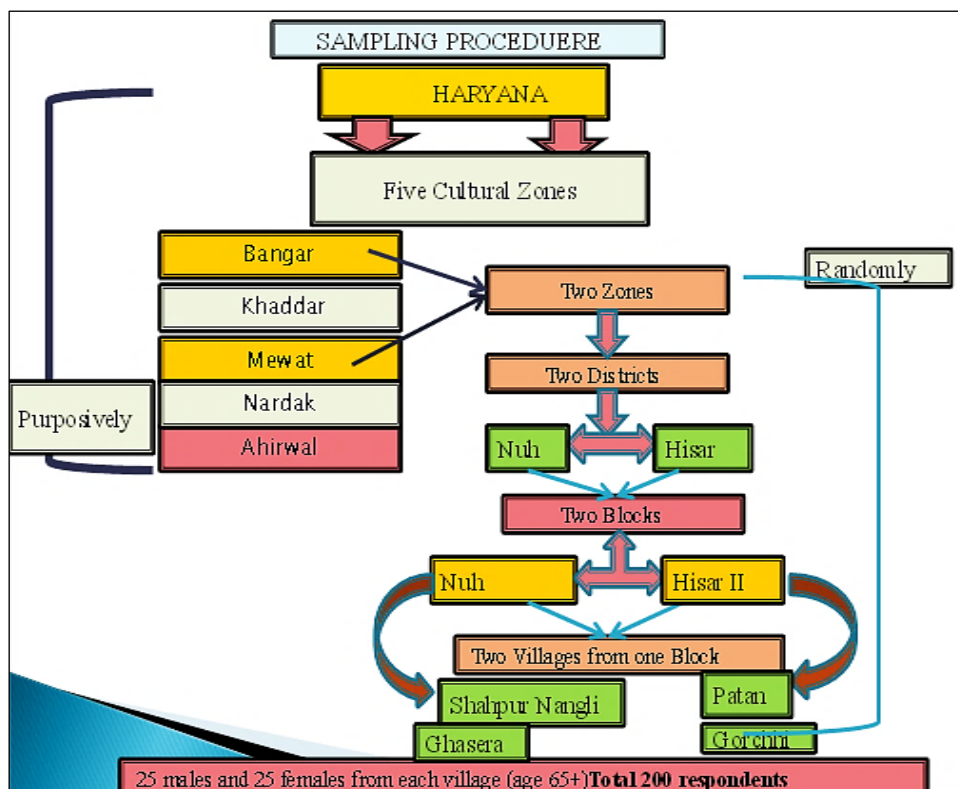 SAMPLING PROCEDUERE
HARYANA
Five Cultural Zones
Bangar
Khaddar
Mewat
Nardak
Ahirwal
Purposively
Randomly
Two Zones
Two Districts
Nuh
Hisar
Two Blocks
Nuh
Hisar II
Two Villages from one Block
Shahpur Nangli
Ghasera
Patan
Gorchhi
25 males and 25 females from each village (age 65+)Total 200 respondents